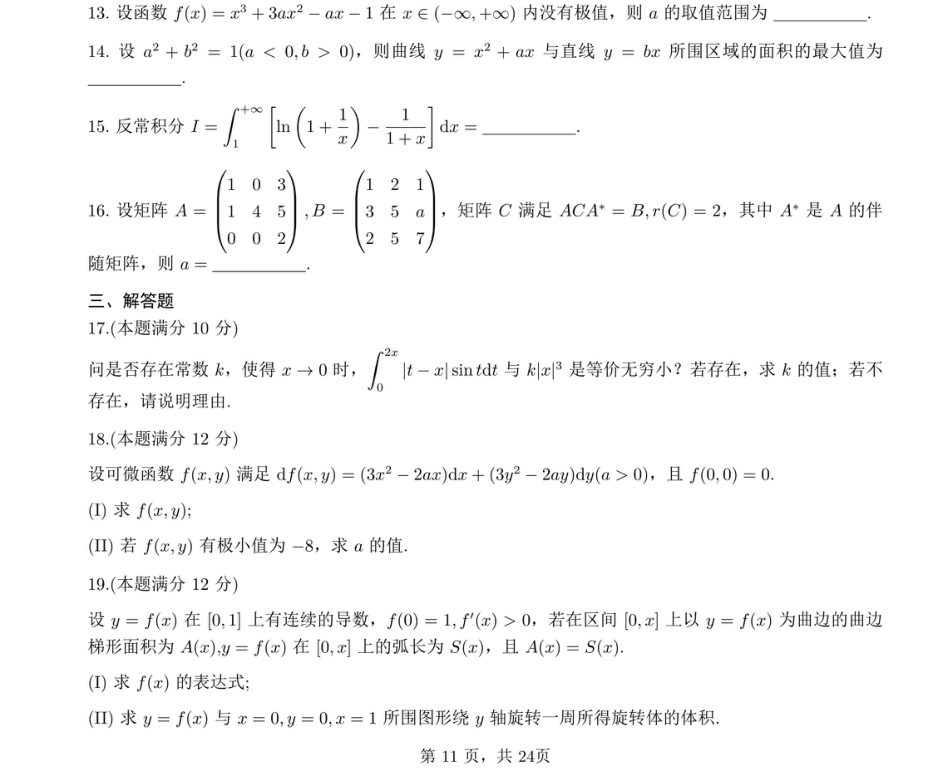 13. 设函数 f(x) = x³ + 3ax² − ax − 1 在 x ∈ (−∞, +∞) 内没有极值，则 a 的取值范围为 __________.
14. 设 a² + b² = 1(a < 0, b > 0)，则曲线 y = x² + ax 与直线 y = bx 所围区域的面积的最大值为
__________.
15. 反常积分 I = ∫₁^{+∞} [ln(1 + 1/x) − 1/(1 + x)] dx = __________.
16. 设矩阵 A = (1 0 3; 1 4 5; 0 0 2), B = (1 2 1; 3 5 a; 2 5 7)，矩阵 C 满足 ACA* = B, r(C) = 2，其中 A* 是 A 的伴
随矩阵，则 a = __________.
三、解答题
17.(本题满分 10 分)
问是否存在常数 k，使得 x → 0 时，∫₀^{2x} |t − x| sin tdt 与 k|x|³ 是等价无穷小？若存在，求 k 的值；若不
存在，请说明理由.
18.(本题满分 12 分)
设可微函数 f(x, y) 满足 df(x, y) = (3x² − 2ax)dx + (3y² − 2ay)dy(a > 0)，且 f(0, 0) = 0.
(I) 求 f(x, y);
(II) 若 f(x, y) 有极小值为 −8，求 a 的值.
19.(本题满分 12 分)
设 y = f(x) 在 [0, 1] 上有连续的导数，f(0) = 1, f′(x) > 0，若在区间 [0, x] 上以 y = f(x) 为曲边的曲边
梯形面积为 A(x),y = f(x) 在 [0, x] 上的弧长为 S(x)，且 A(x) = S(x).
(I) 求 f(x) 的表达式;
(II) 求 y = f(x) 与 x = 0, y = 0, x = 1 所围图形绕 y 轴旋转一周所得旋转体的体积.
第 11 页，共 24页